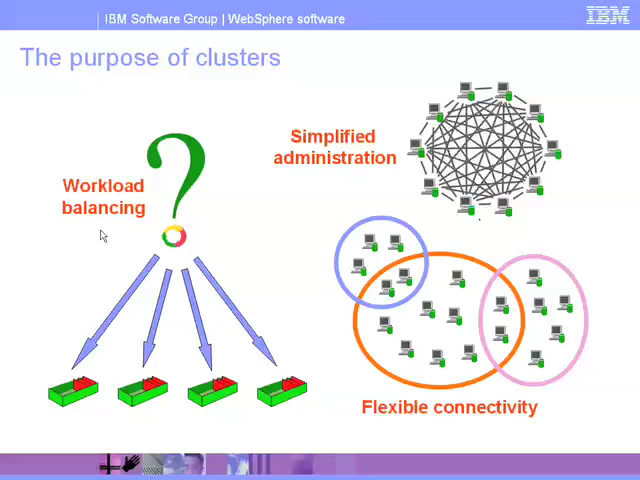 IBM Software Group | WebSphere software
IBM
The purpose of clusters
Simplified
administration
?
Workload
balancing
Flexible connectivity